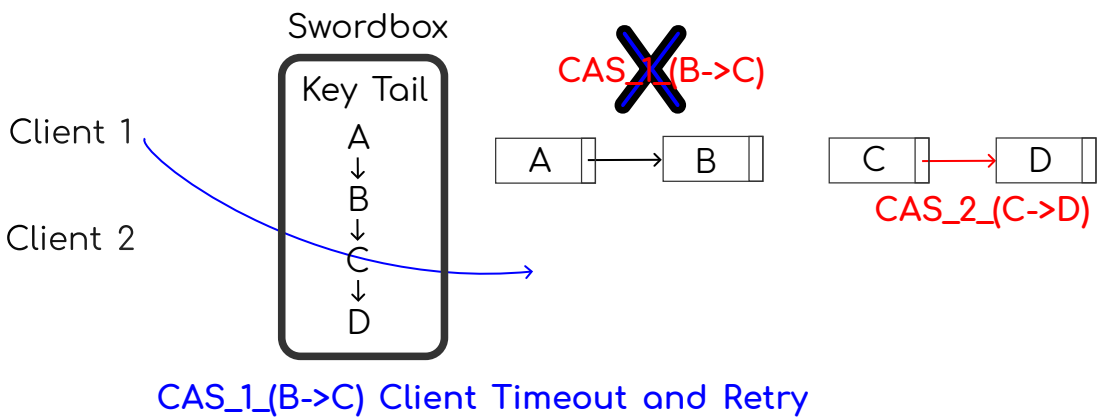 Swordbox
Key Tail
A
B
C
D
Client 1
Client 2
CAS_1_(B->C)
A
B
C
D
CAS_2_(C->D)
CAS_1_(B->C) Client Timeout and Retry